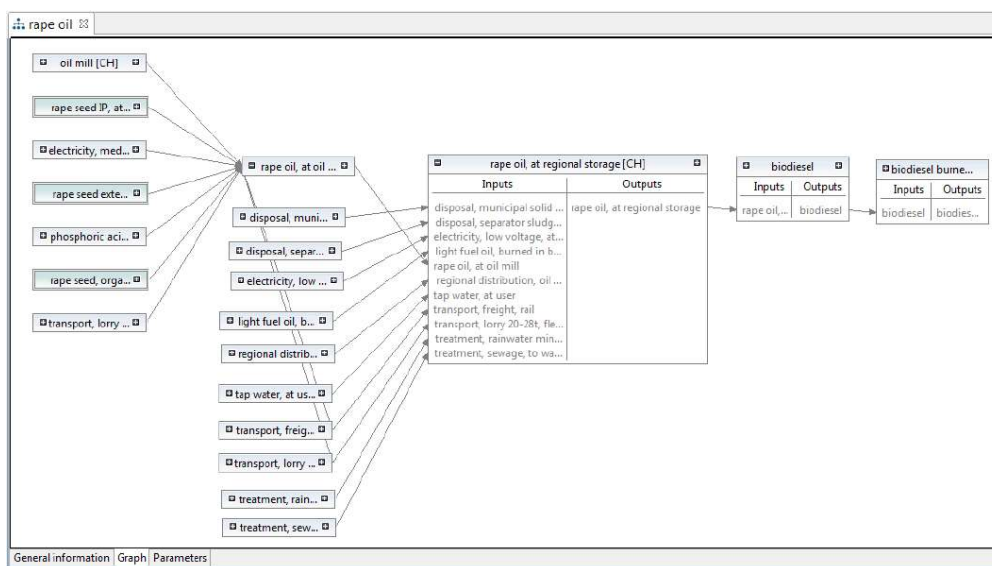 rape oil
oil mill [CH]
rape seed IP, at...
electricity, med...
rape seed exte...
phosphoric aci...
rape seed, orga...
transport, lorry ...
rape oil, at oil ...
disposal, muni...
disposal, separ...
electricity, low ...
light fuel oil, b...
regional distrib...
tap water, at us...
transport, freig...
transport, lorry ...
treatment, rain...
treatment, sew...
rape oil, at regional storage [CH]
Inputs Outputs
disposal, municipal solid ... rape oil, at regional storage
disposal, separator sludg...
electricity, low voltage, at...
light fuel oil, burned in b...
rape oil, at oil mill
regional distribution, oil ...
tap water, at user
transport, freight, rail
transport, lorry 20-28t, fle...
treatment, rainwater min...
treatment, sewage, to wa...
biodiesel
Inputs Outputs
rape oil,... biodiesel
biodiesel burne...
Inputs Outputs
biodiesel biodies...
General information Graph Parameters